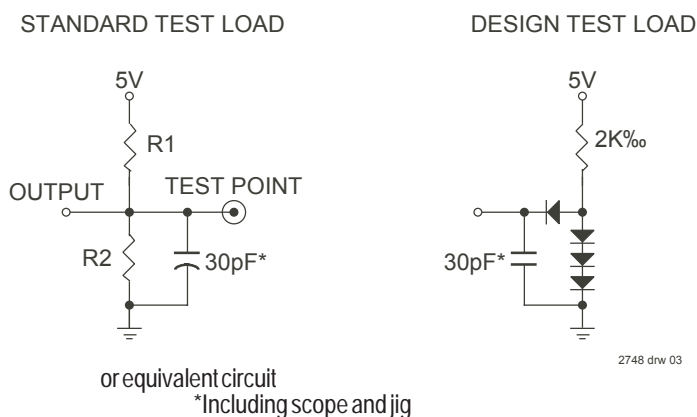 STANDARD TEST LOAD
DESIGN TEST LOAD
5V
R1
OUTPUT
TEST POINT
R2
30pF*
5V
2K‰
30pF*
2748 drw 03
or equivalent circuit
*Including scope and jig